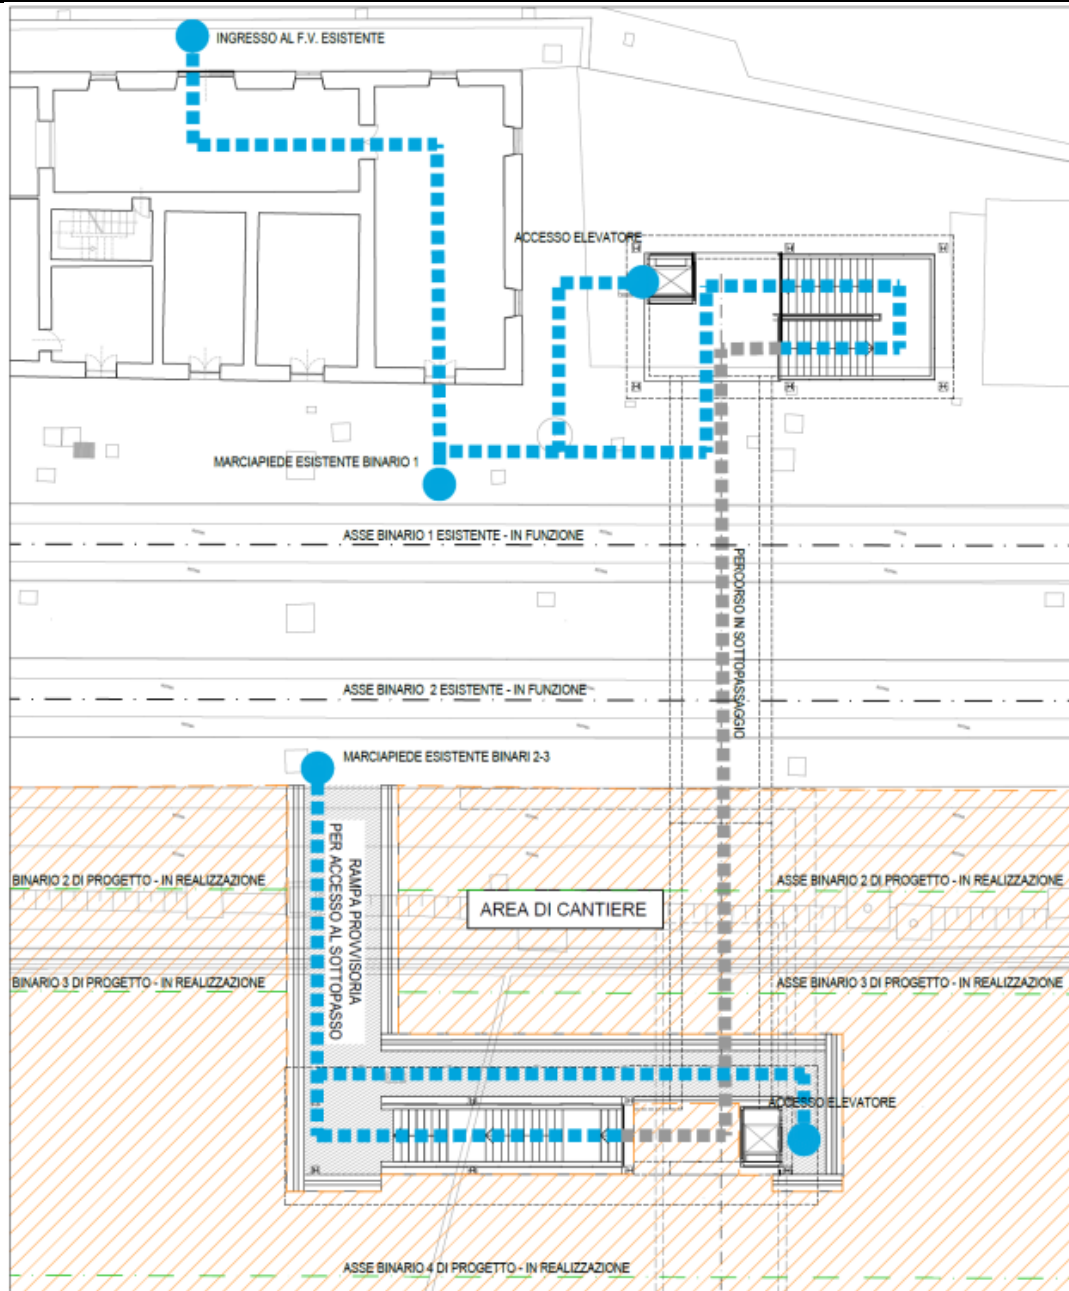 INGRESSO AL F.V. ESISTENTE
ACCESSO ELEVATORE
MARCIAPIEDE ESISTENTE BINARIO 1
ASSE BINARIO 1 ESISTENTE - IN FUNZIONE
PERCORSO IN SOTTOPASSAGGIO
ASSE BINARIO 2 ESISTENTE - IN FUNZIONE
MARCIAPIEDE ESISTENTE BINARI 2-3
RAMPA PROVVISORIA
PER ACCESSO AL SOTTOPASSO
BINARIO 2 DI PROGETTO - IN REALIZZAZIONE
ASSE BINARIO 2 DI PROGETTO - IN REALIZZAZIONE
AREA DI CANTIERE
BINARIO 3 DI PROGETTO - IN REALIZZAZIONE
ASSE BINARIO 3 DI PROGETTO - IN REALIZZAZIONE
ACCESSO ELEVATORE
ASSE BINARIO 4 DI PROGETTO - IN REALIZZAZIONE